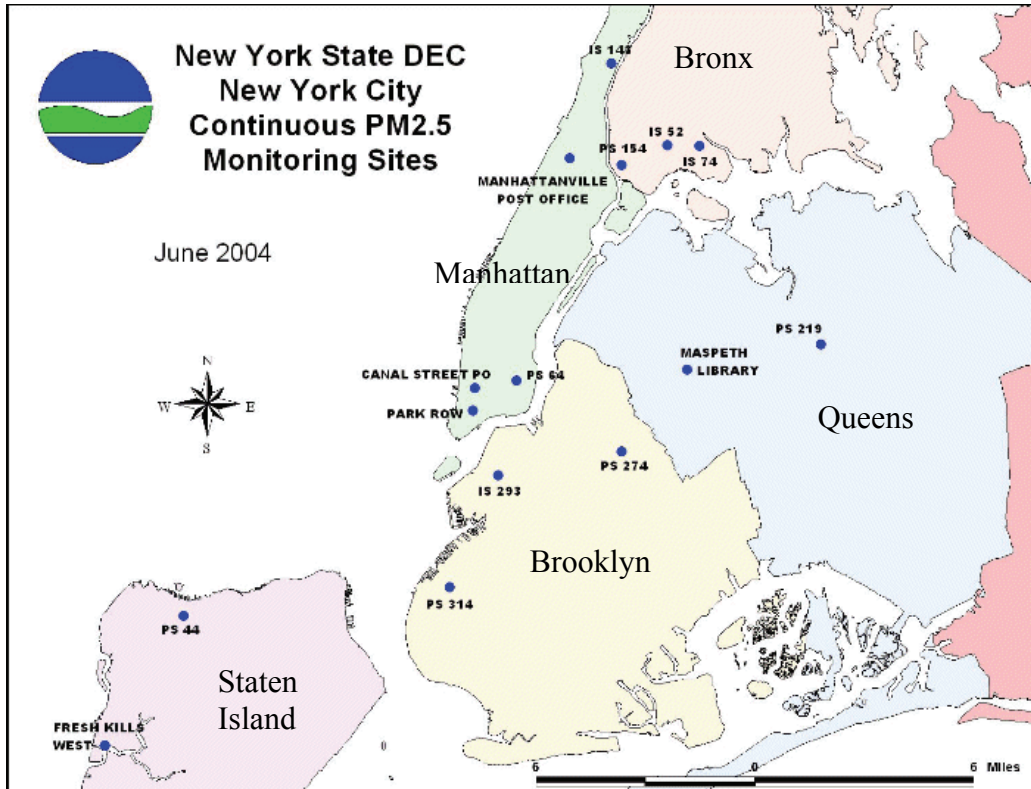 New York State DEC
New York City
Continuous PM2.5
Monitoring Sites
June 2004
N
W
E
S
Bronx
IS 52
PS 154
IS 74
MANHATTANVILLE
POST OFFICE
Manhattan
PS 219
MASPETH
LIBRARY
CANAL STREET PO
PS 64
PARK ROW
Queens
PS 274
IS 293
Brooklyn
PS 314
PS 44
Staten
Island
FRESH KILLS
WEST
0
6
0
6 Miles